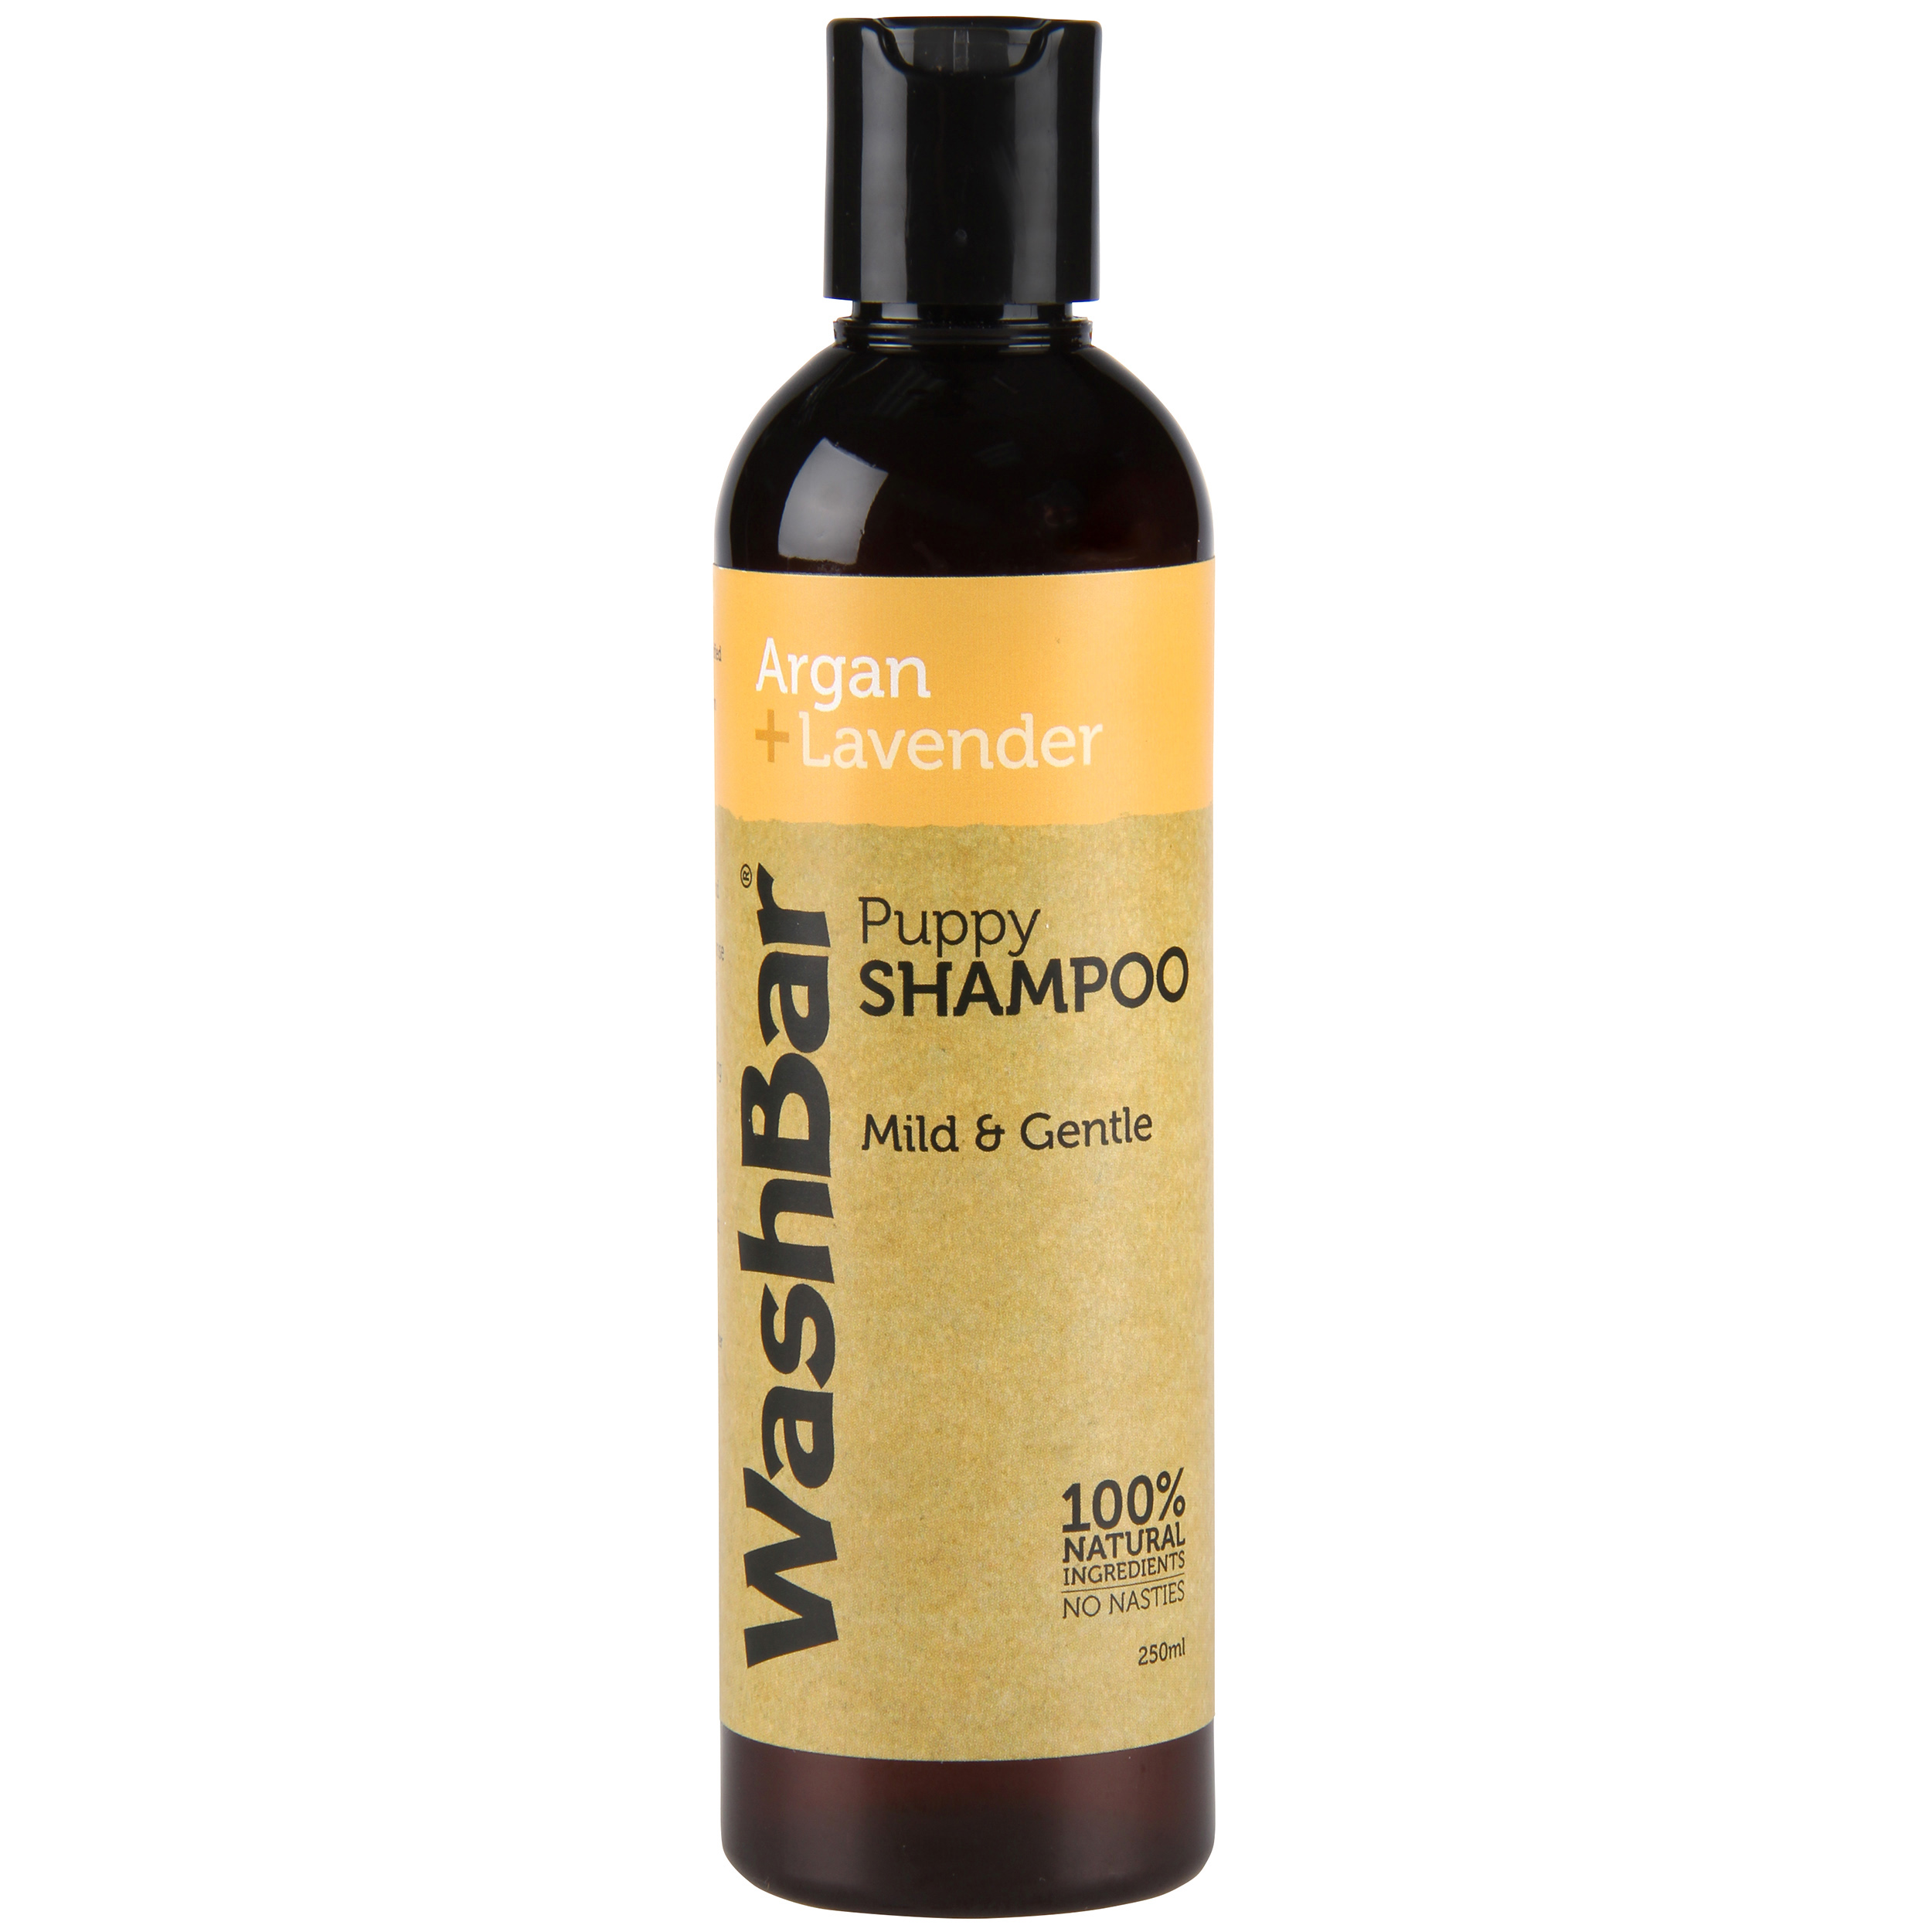 Argan
+Lavender
WashBar®
Puppy
SHAMPOO
Mild & Gentle
100%
NATURAL
INGREDIENTS
NO NASTIES
250ml